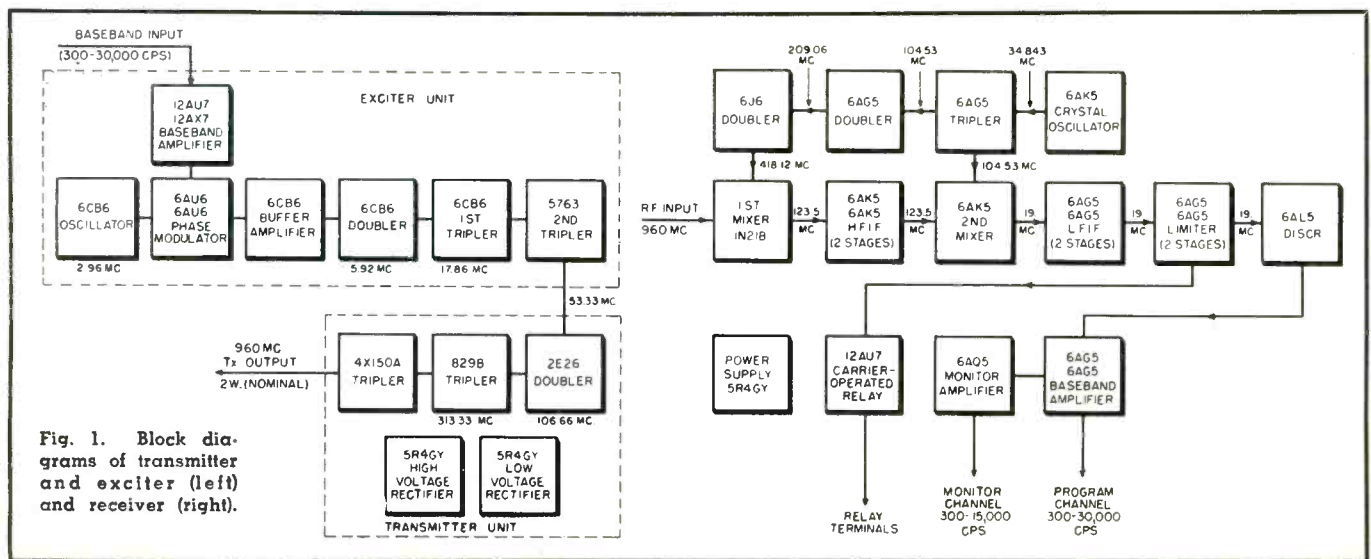 BASEBAND INPUT
(300-30,000 CPS)
EXCITER UNIT
12AU7
12AX7
BASEBAND
AMPLIFIER
6CB6
OSCILLATOR
2.96 MC
6AU6
6AU6
PHASE
MODULATOR
6CB6
BUFFER
AMPLIFIER
6CB6
DOUBLER
5.92 MC
6CB6
1ST
TRIPLER
17.86 MC
5763
2ND
TRIPLER
53.33 MC
960 MC
Tx OUTPUT
2W. (NOMINAL)
4X150A
TRIPLER
829B
TRIPLER
313.33 MC
2E26
DOUBLER
106.66 MC
5R4GY
HIGH
VOLTAGE
RECTIFIER
5R4GY
LOW
VOLTAGE
RECTIFIER
TRANSMITTER UNIT
Fig. 1. Block dia-
grams of transmitter
and exciter (left)
and receiver (right).
209.06
MC
104.53
MC
34.843
MC
6J6
DOUBLER
6AG5
DOUBLER
6AG5
TRIPLER
6AK5
CRYSTAL
OSCILLATOR
418.12 MC
104.53 MC
RF INPUT
960 MC
1ST
MIXER
IN21B
123.5
MC
6AK5
6AK5
HFIF
(2 STAGES)
123.5
MC
6AK5
2ND
MIXER
19
MC
6AG5
6AG5
LFIF
(2 STAGES)
19
MC
6AG5
6AG5
LIMITER
(2 STAGES)
19
MC
6AL5
DISCR
POWER
SUPPLY
5R4GY
12AU7
CARRIER-
OPERATED
RELAY
6AQ5
MONITOR
AMPLIFIER
6AG5
6AG5
BASEBAND
AMPLIFIER
RELAY
TERMINALS
MONITOR
CHANNEL
300-15,000
CPS
PROGRAM
CHANNEL
300-30,000
CPS